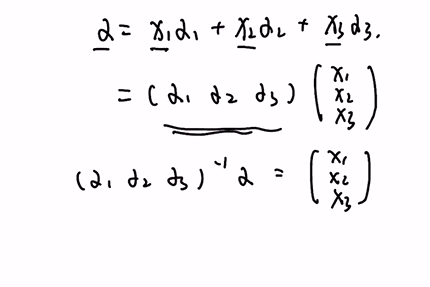 α = x₁α₁ + x₂α₂ + x₃α₃.
= (α₁ α₂ α₃) (x₁ x₂ x₃)
(α₁ α₂ α₃)⁻¹ α = (x₁ x₂ x₃)